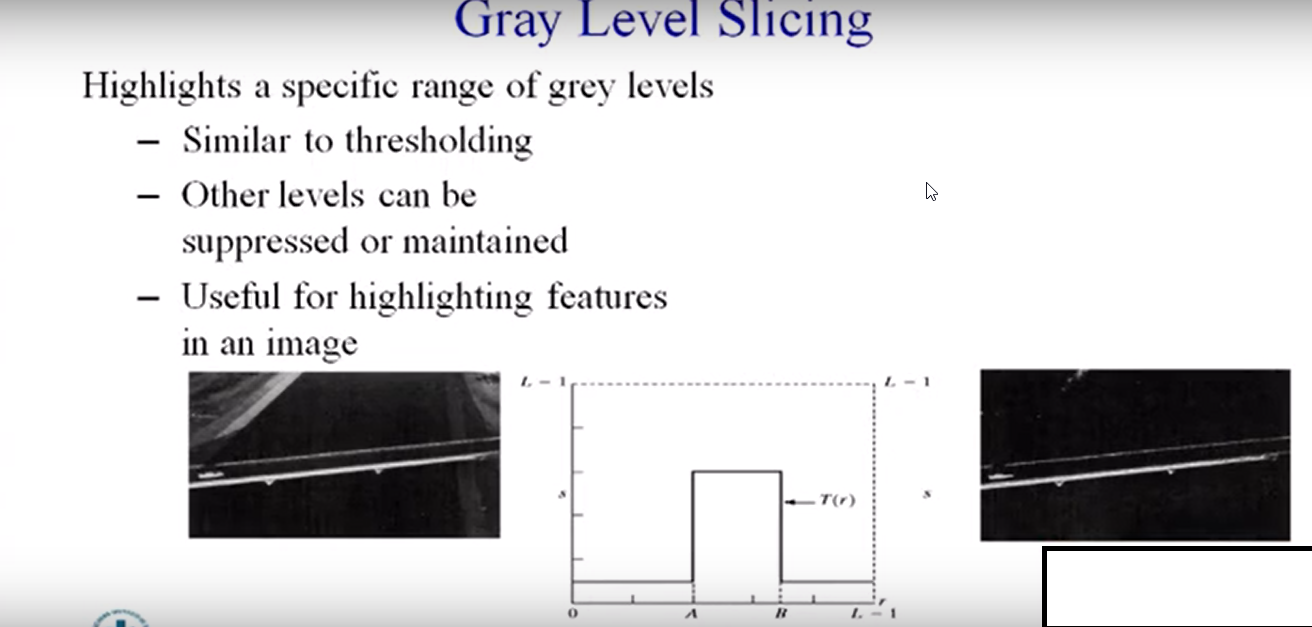 Gray Level Slicing
Highlights a specific range of grey levels
– Similar to thresholding
– Other levels can be
suppressed or maintained
– Useful for highlighting features
in an image
L – 1
L – 1
s
T(r)
s
r
0
A
B
L – 1